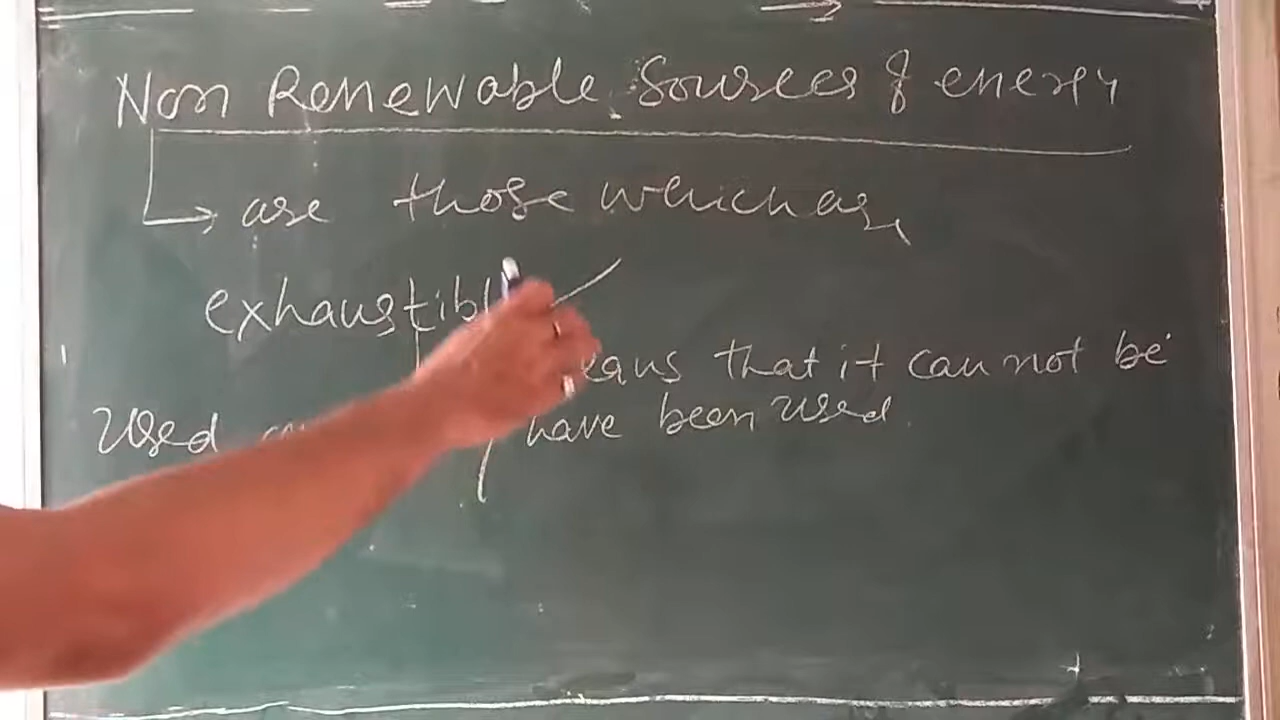 Non Renewable Sources of energy
are those which are
exhaustibl
eans that it can not be
Used have been used.